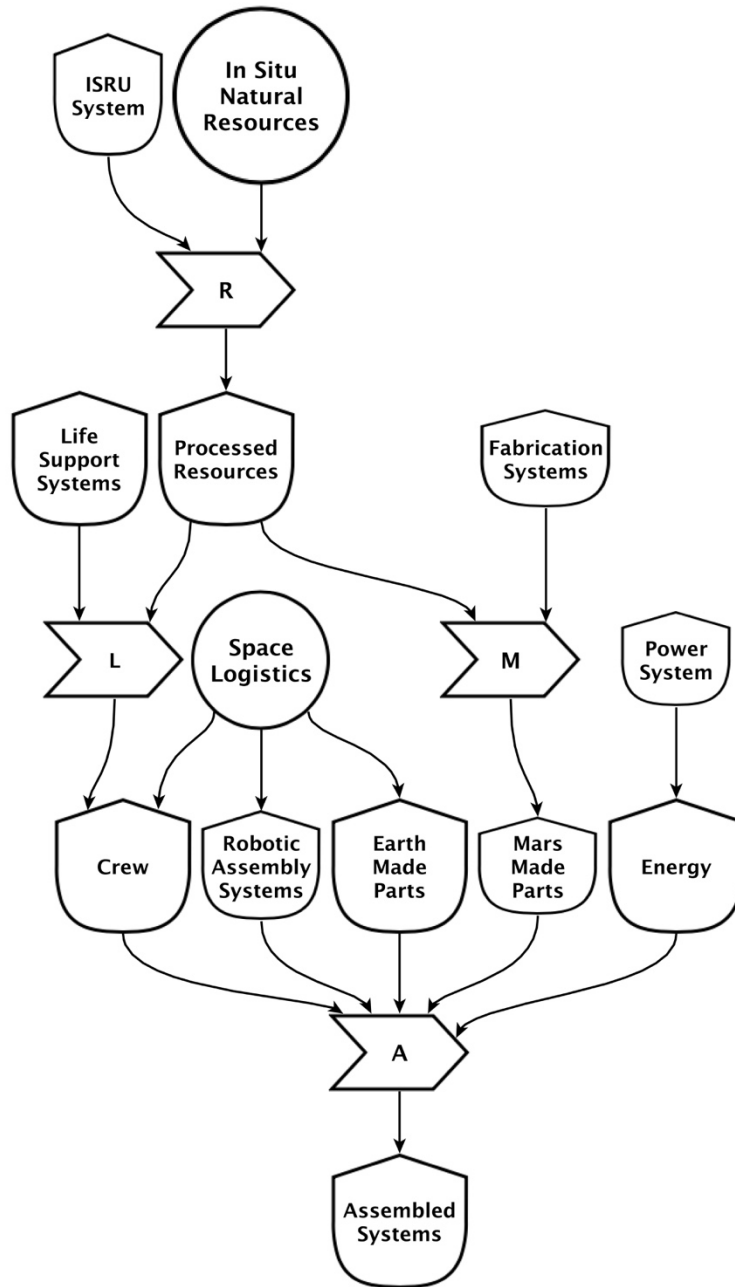 ISRU
System
In Situ
Natural
Resources
R
Life
Support
Systems
Processed
Resources
Fabrication
Systems
L
Space
Logistics
M
Power
System
Crew
Robotic
Assembly
Systems
Earth
Made
Parts
Mars
Made
Parts
Energy
A
Assembled
Systems